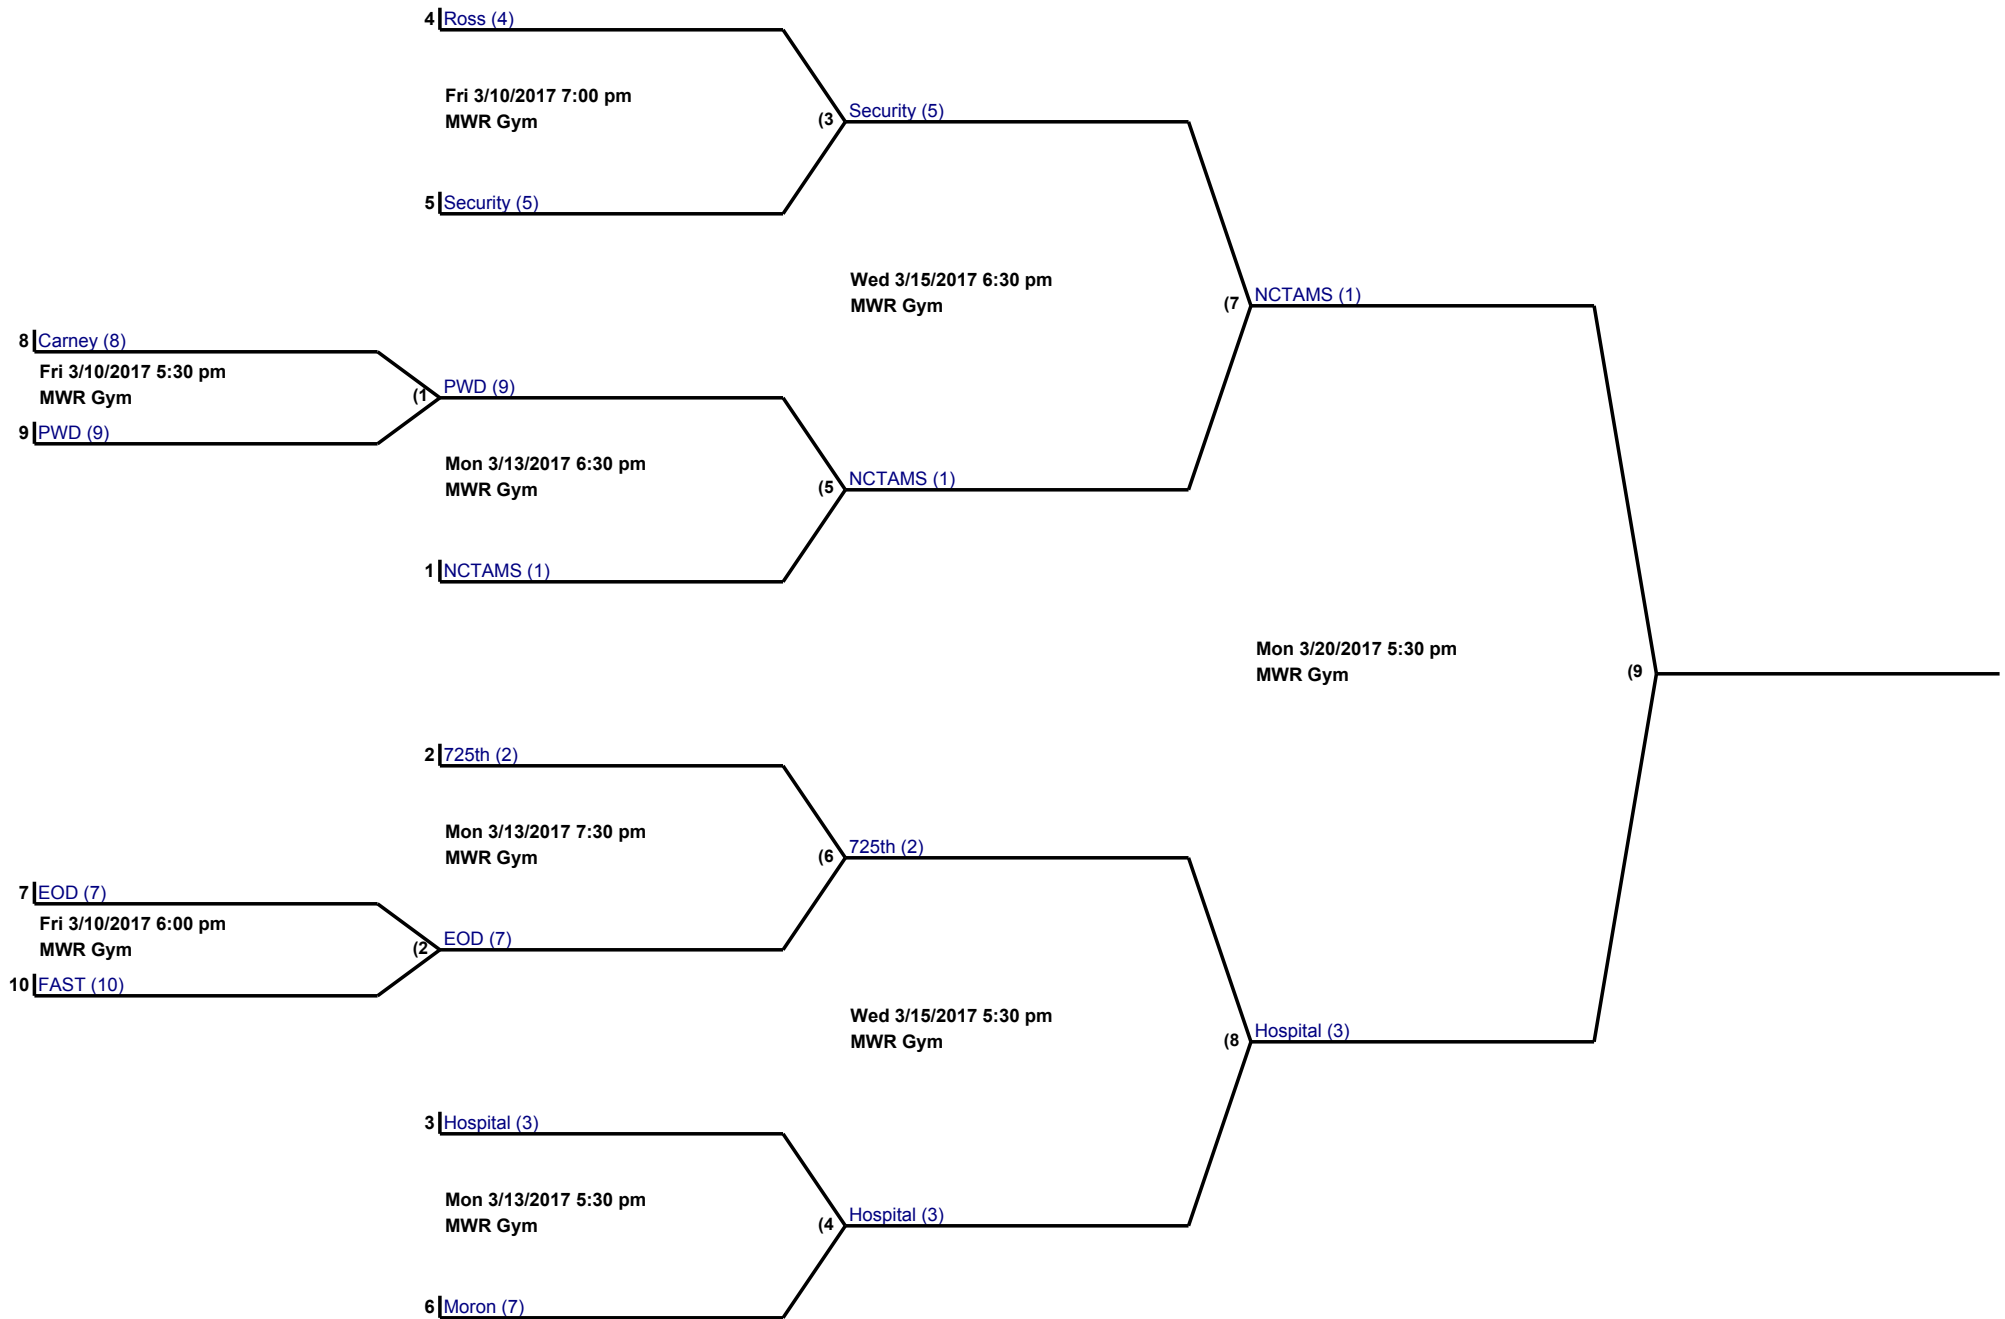 4 Ross (4)
Fri 3/10/2017 7:00 pm
MWR Gym
(3
Security (5)
5 Security (5)
Wed 3/15/2017 6:30 pm
MWR Gym
(7
NCTAMS (1)
8 Carney (8)
Fri 3/10/2017 5:30 pm
MWR Gym
(1
PWD (9)
9 PWD (9)
Mon 3/13/2017 6:30 pm
MWR Gym
(5
NCTAMS (1)
1 NCTAMS (1)
Mon 3/20/2017 5:30 pm
MWR Gym
(9
2 725th (2)
Mon 3/13/2017 7:30 pm
MWR Gym
(6
725th (2)
7 EOD (7)
Fri 3/10/2017 6:00 pm
MWR Gym
(2
EOD (7)
10 FAST (10)
Wed 3/15/2017 5:30 pm
MWR Gym
(8
Hospital (3)
3 Hospital (3)
Mon 3/13/2017 5:30 pm
MWR Gym
(4
Hospital (3)
6 Moron (7)